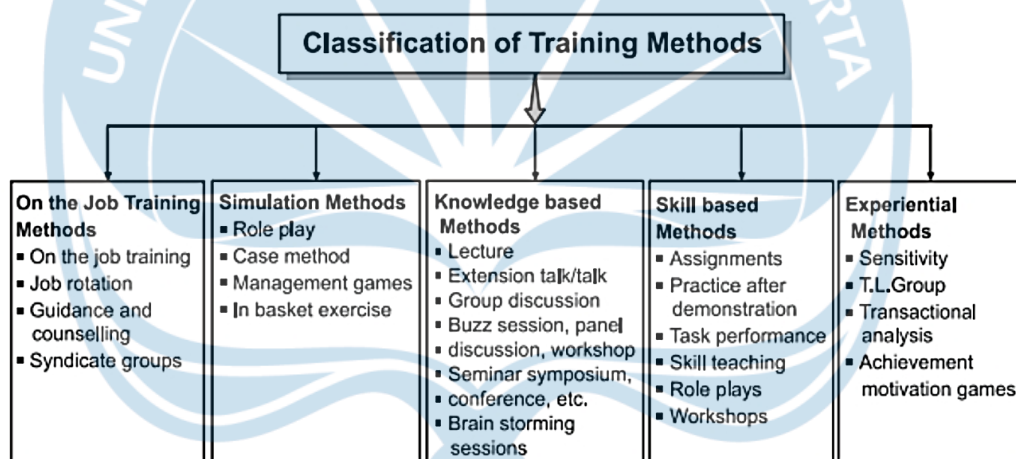 UNI
ERTA
Classification of Training Methods
On the Job Training
Methods
▪ On the job training
▪ Job rotation
▪ Guidance and
counselling
▪ Syndicate groups
Simulation Methods
▪ Role play
▪ Case method
▪ Management games
▪ In basket exercise
Knowledge based
Methods
▪ Lecture
▪ Extension talk/talk
▪ Group discussion
▪ Buzz session, panel
▪ discussion, workshop
▪ Seminar symposium,
▪ conference, etc.
▪ Brain storming
sessions
Skill based
Methods
▪ Assignments
▪ Practice after
demonstration
▪ Task performance
▪ Skill teaching
▪ Role plays
▪ Workshops
Experiential
Methods
▪ Sensitivity
▪ T.L.Group
▪ Transactional
analysis
▪ Achievement
motivation games